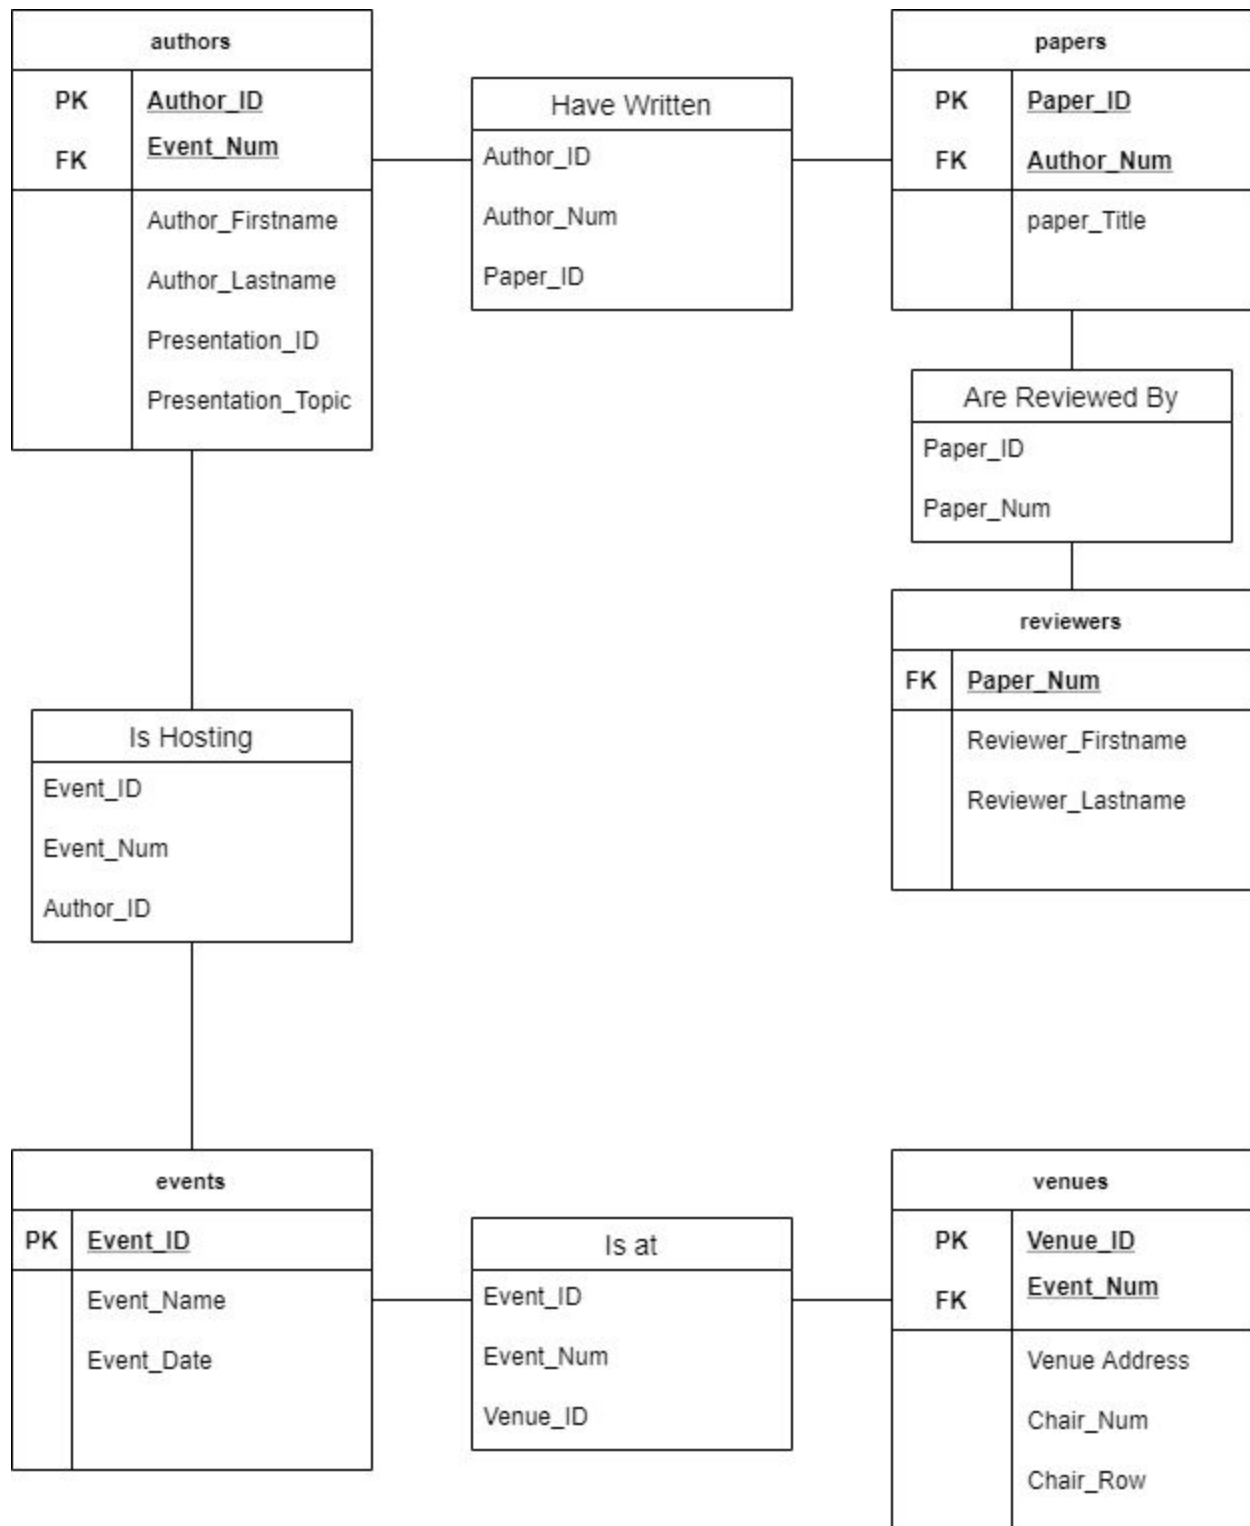 authors
PK Author_ID
FK Event_Num
Author_Firstname
Author_Lastname
Presentation_ID
Presentation_Topic
Have Written
Author_ID
Author_Num
Paper_ID
papers
PK Paper_ID
FK Author_Num
paper_Title
Are Reviewed By
Paper_ID
Paper_Num
reviewers
FK Paper_Num
Reviewer_Firstname
Reviewer_Lastname
Is Hosting
Event_ID
Event_Num
Author_ID
events
PK Event_ID
Event_Name
Event_Date
Is at
Event_ID
Event_Num
Venue_ID
venues
PK Venue_ID
FK Event_Num
Venue Address
Chair_Num
Chair_Row